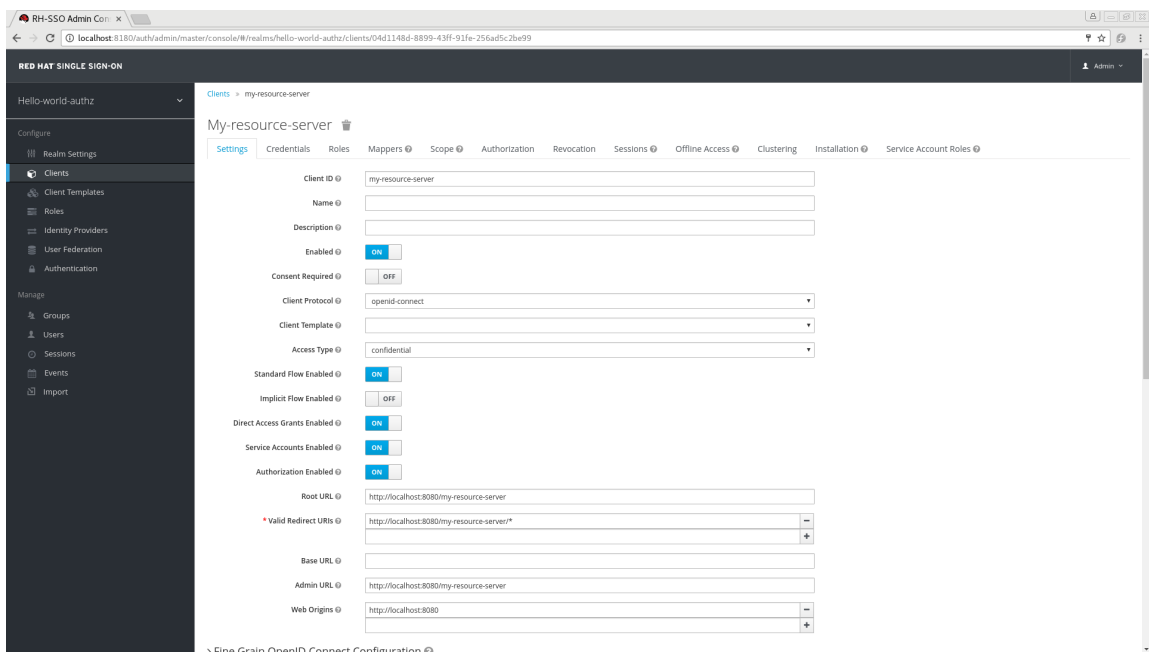 RH-SSO Admin Con
localhost:8180/auth/admin/master/console/#/realms/hello-world-authz/clients/04d1148d-8899-43ff-91fe-256ad5c2be99
RED HAT SINGLE SIGN-ON
Admin
Hello-world-authz
Configure
Realm Settings
Clients
Client Templates
Roles
Identity Providers
User Federation
Authentication
Manage
Groups
Users
Sessions
Events
Import
Clients » my-resource-server
My-resource-server
Settings Credentials Roles Mappers Scope Authorization Revocation Sessions Offline Access Clustering Installation Service Account Roles
Client ID my-resource-server
Name
Description
Enabled ON
Consent Required OFF
Client Protocol openid-connect
Client Template
Access Type confidential
Standard Flow Enabled ON
Implicit Flow Enabled OFF
Direct Access Grants Enabled ON
Service Accounts Enabled ON
Authorization Enabled ON
Root URL http://localhost:8080/my-resource-server
* Valid Redirect URIs http://localhost:8080/my-resource-server/*
Base URL
Admin URL http://localhost:8080/my-resource-server
Web Origins http://localhost:8080
Fine Grain OpenID Connect Configuration